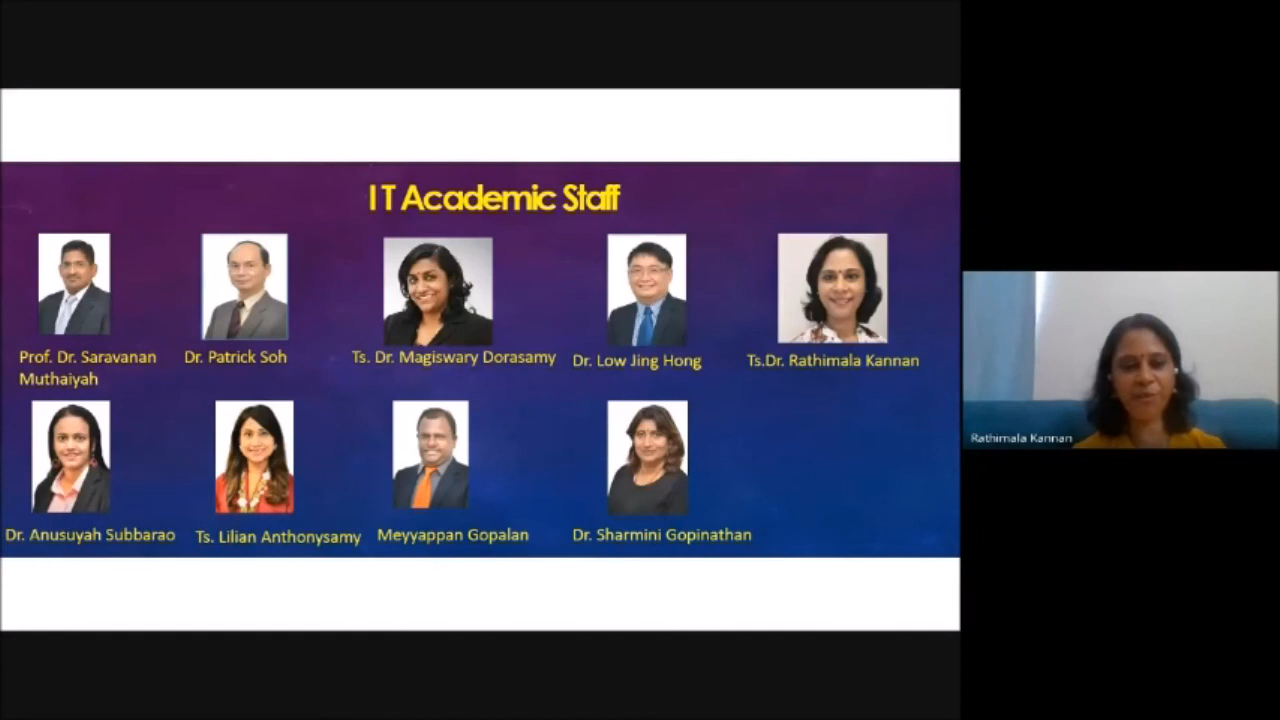 IT Academic Staff
Prof. Dr. Saravanan
Muthaiyah
Dr. Patrick Soh
Ts. Dr. Magiswary Dorasamy
Dr. Low Jing Hong
Ts.Dr. Rathimala Kannan
Dr. Anusuyah Subbarao
Ts. Lilian Anthonysamy
Meyyappan Gopalan
Dr. Sharmini Gopinathan
Rathimala Kannan